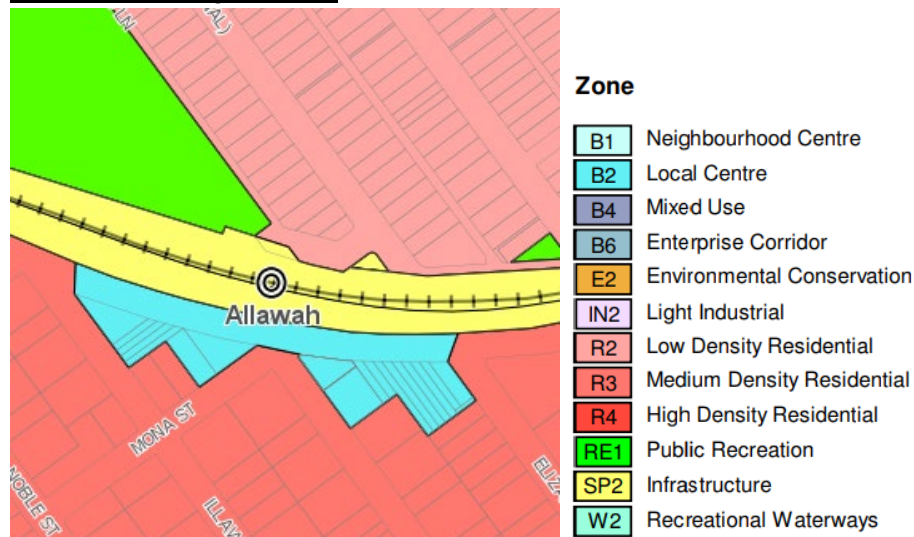 Allawah
MONA ST
NOBLE ST
Zone
B1 Neighbourhood Centre
B2 Local Centre
B4 Mixed Use
B6 Enterprise Corridor
E2 Environmental Conservation
IN2 Light Industrial
R2 Low Density Residential
R3 Medium Density Residential
R4 High Density Residential
RE1 Public Recreation
SP2 Infrastructure
W2 Recreational Waterways